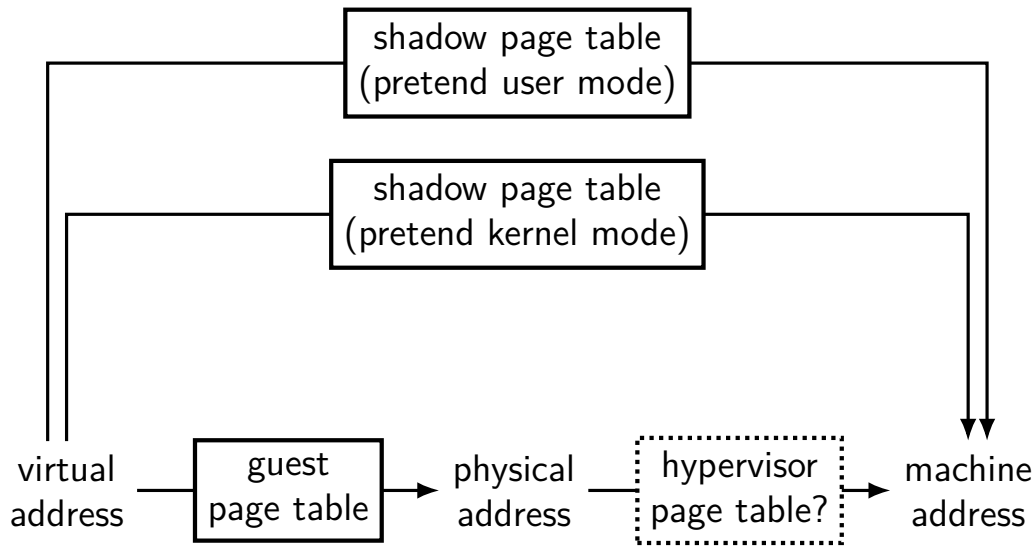 shadow page table
(pretend user mode)
shadow page table
(pretend kernel mode)
virtual
address
guest
page table
physical
address
hypervisor
page table?
machine
address